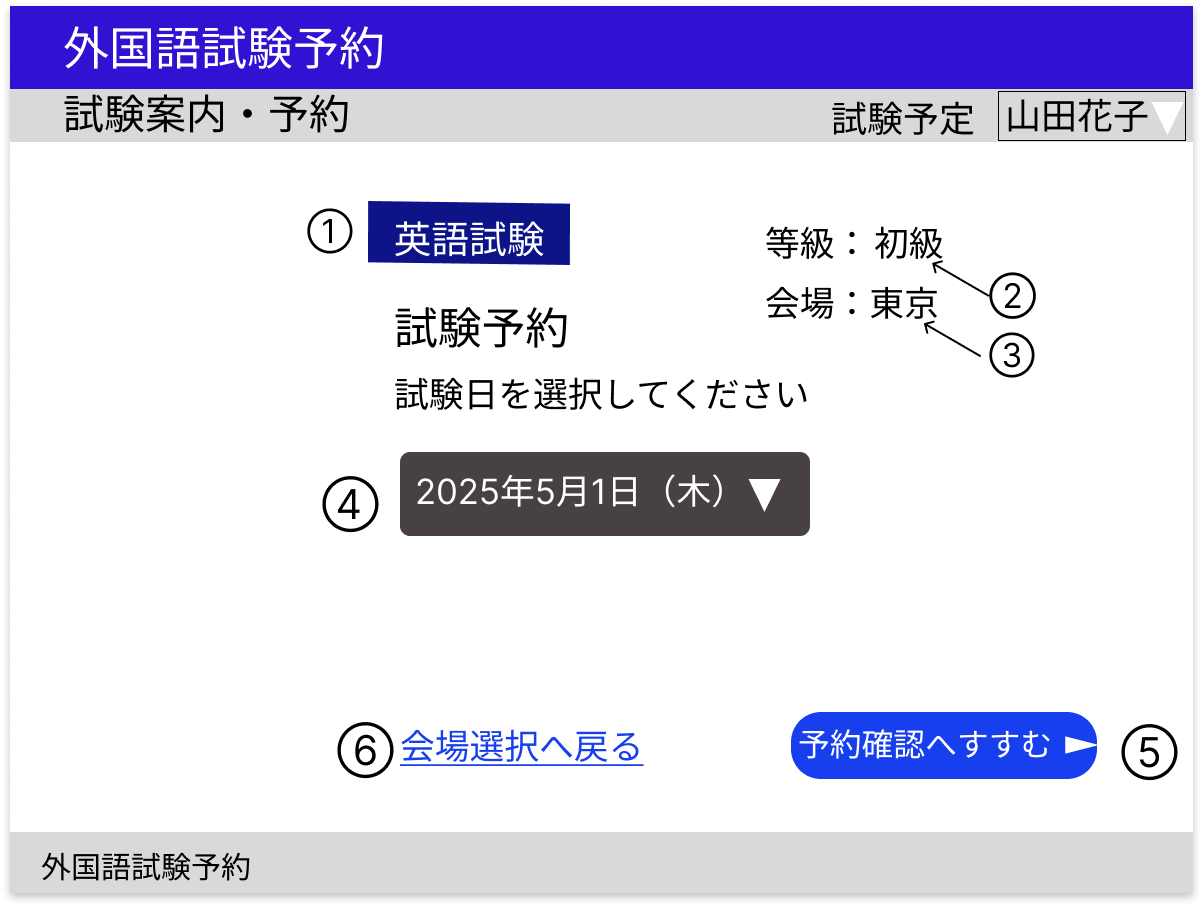 外国語試験予約
試験案内・予約
試験予定 山田花子▼
① 英語試験
等級： 初級
②
会場：東京
③
試験予約
試験日を選択してください
④ 2025年5月1日（木）▼
⑥ 会場選択へ戻る
予約確認へすすむ ► ⑤
外国語試験予約